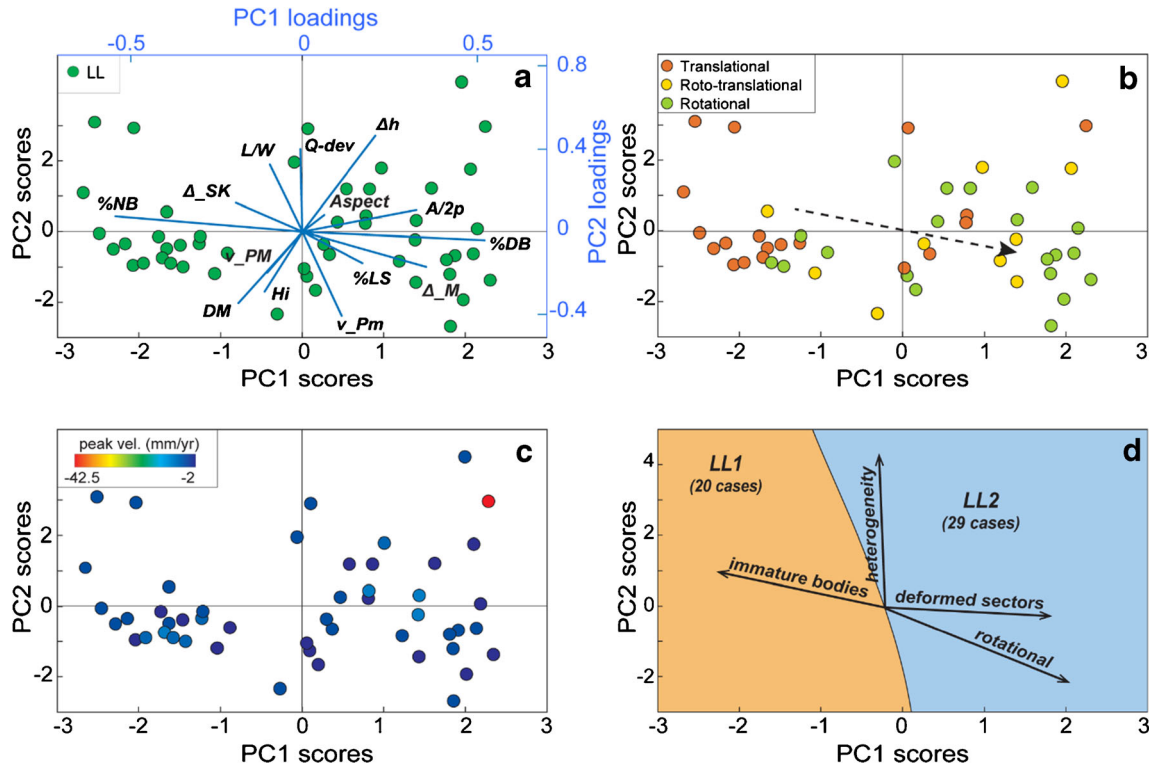 PC1 loadings
-0.5 0 0.5
LL
a
0.8
0.4
0
-0.4
PC2 loadings
Δh
Q-dev
L/W
Aspect
Δ_SK
A/2p
%NB
%DB
v_PM
%LS
Δ_M
Hi
DM
v_Pm
2
0
-2
PC2 scores
-3 -2 -1 0 1 2 3
PC1 scores
Translational
Roto-translational
Rotational
b
2
0
-2
PC2 scores
-3 -2 -1 0 1 2 3
PC1 scores
peak vel. (mm/yr)
-42.5 -2
c
2
0
-2
PC2 scores
-3 -2 -1 0 1 2 3
PC1 scores
d
LL1
(20 cases)
LL2
(29 cases)
heterogeneity
immature bodies
deformed sectors
rotational
4
2
0
-2
PC2 scores
-3 -2 -1 0 1 2 3
PC1 scores